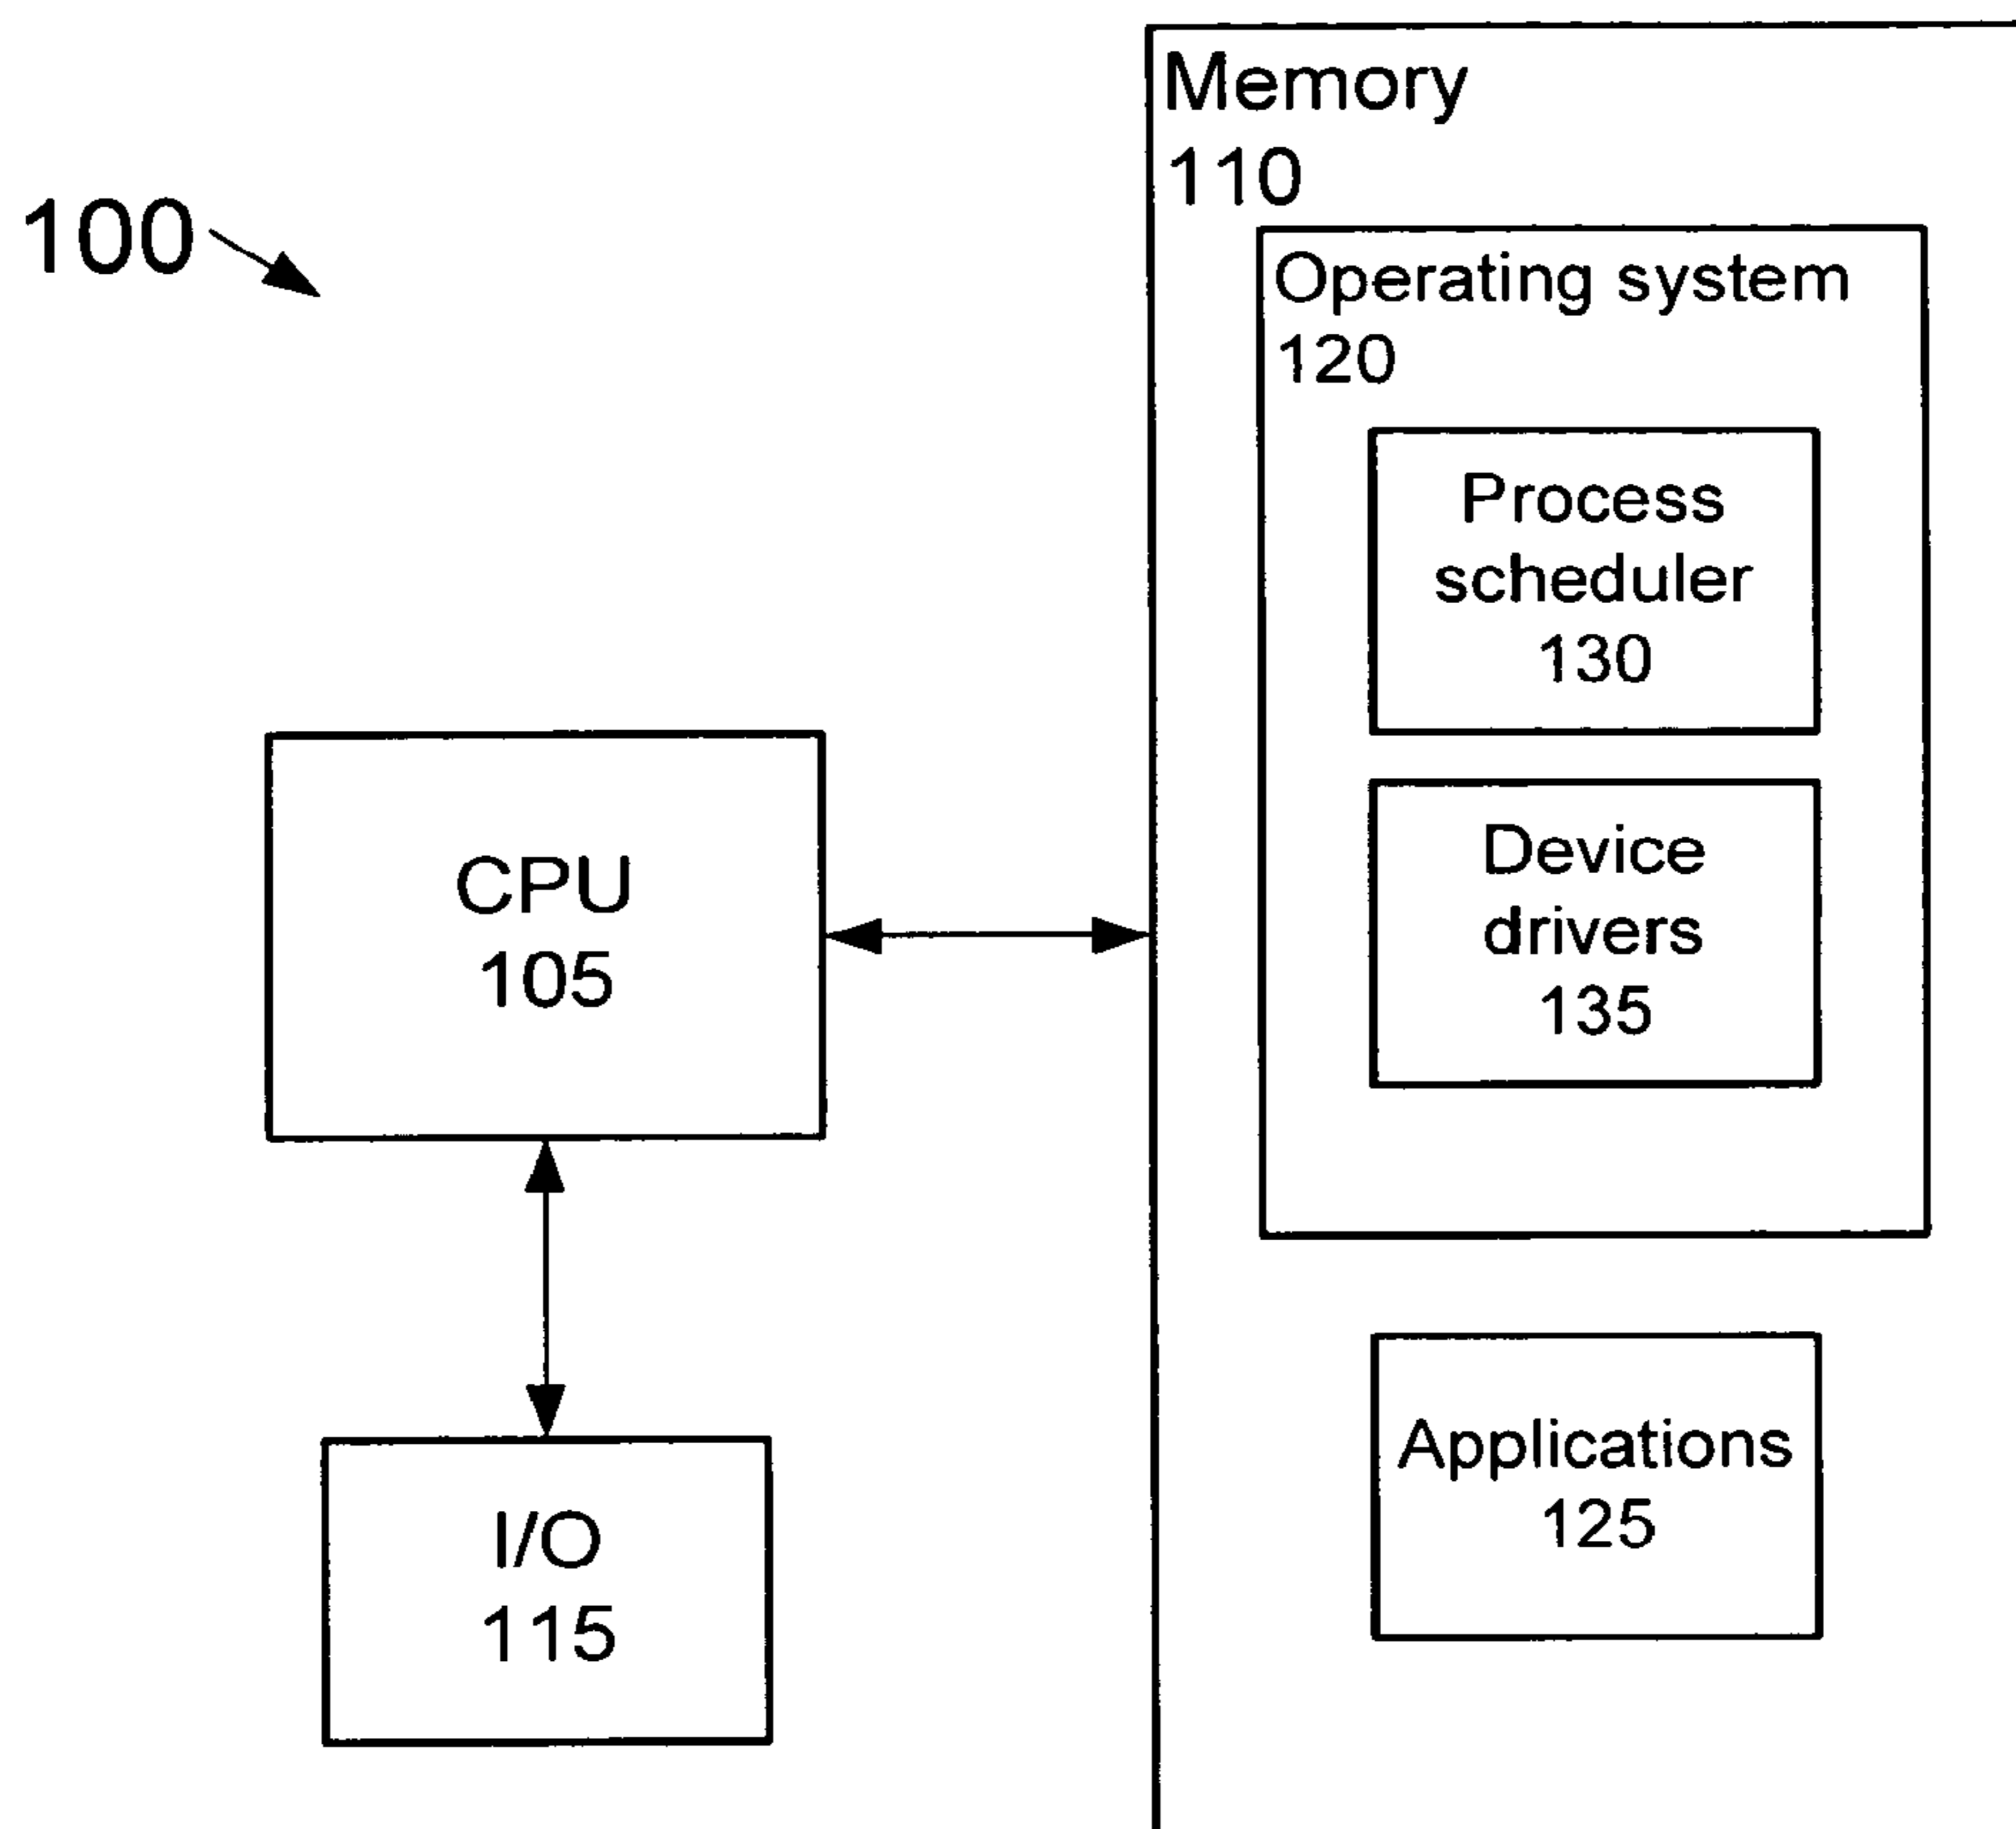 100
Memory
110
Operating system
120
Process
scheduler
130
Device
drivers
135
CPU
105
I/O
115
Applications
125